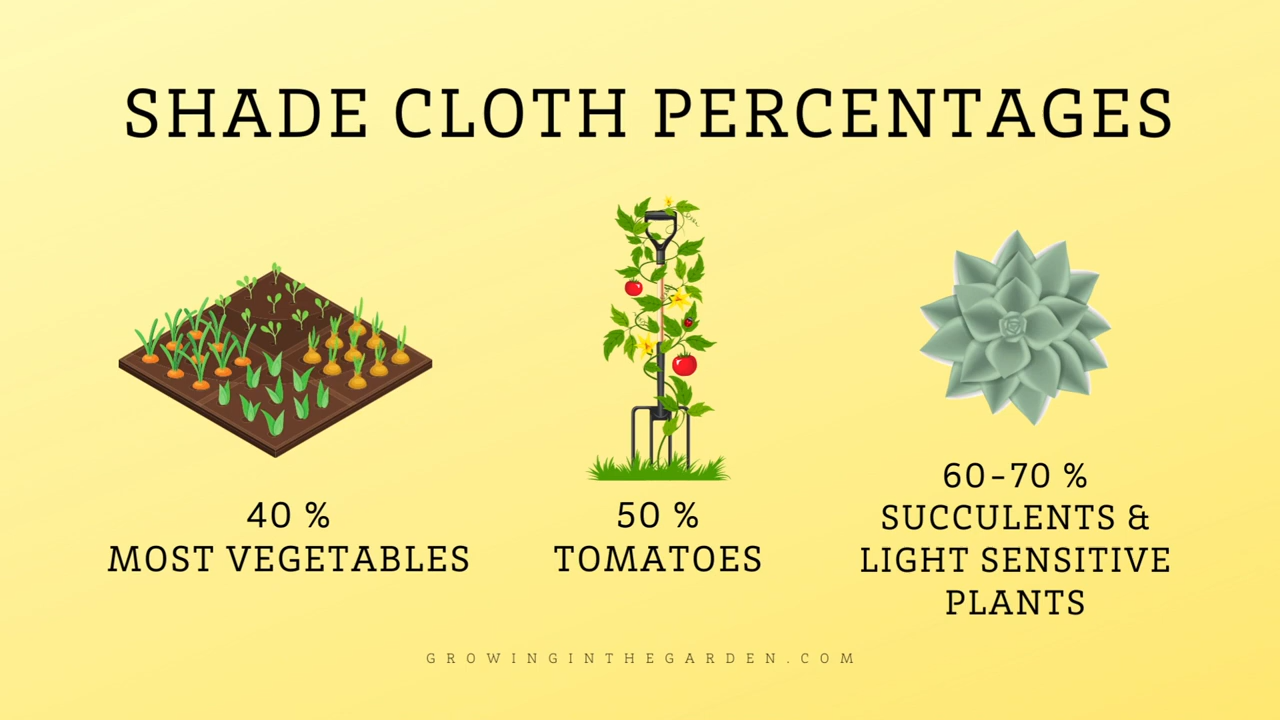 SHADE CLOTH PERCENTAGES
40 %
MOST VEGETABLES
50 %
TOMATOES
60-70 %
SUCCULENTS &
LIGHT SENSITIVE
PLANTS
GROWINGINTHEGARDEN.COM